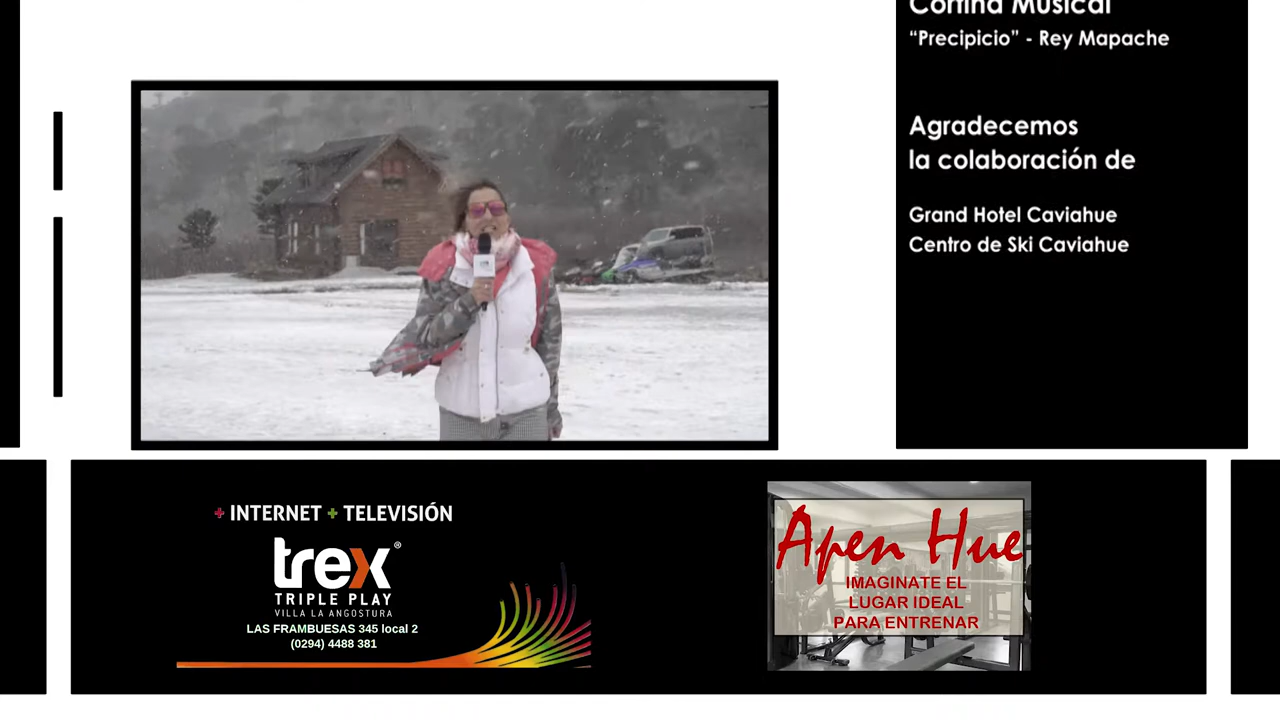 Cortina Musical
“Precipicio” - Rey Mapache
Agradecemos
la colaboración de
Grand Hotel Caviahue
Centro de Ski Caviahue
+ INTERNET + TELEVISIÓN
trex®
TRIPLE PLAY
VILLA LA ANGOSTURA
LAS FRAMBUESAS 345 local 2
(0294) 4488 381
Apen Hue
IMAGINATE EL
LUGAR IDEAL
PARA ENTRENAR